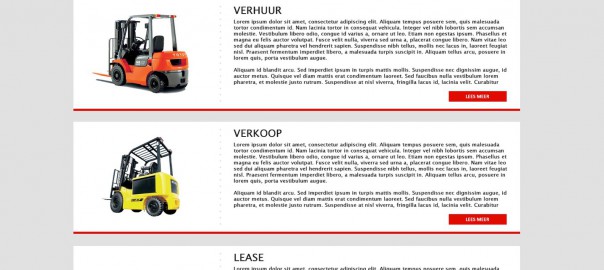 VERHUUR
Lorem ipsum dolor sit amet, consectetur adipiscing elit. Aliquam tempus posuere sem, quis malesuada
tortor condimentum id. Nam lacinia tortor in consequat vehicula. Integer vel nibh lobortis sem accumsan
molestie. Vestibulum libero odio, congue id varius a, ornare ut leo. Etiam non egestas ipsum. Phasellus et
magna eu felis auctor volutpat. Fusce velit nulla, viverra sed urna a, placerat congue libero. Nam vitae leo
sed dui aliquam pharetra vel hendrerit sapien. Suspendisse nibh tellus, mollis nec lacus in, laoreet feugiat
nisl. Praesent fermentum imperdiet libero, a ornare enim suscipit in. Aliquam tellus arcu, posuere in
quis, porta vestibulum augue.
Aliquam id blandit arcu. Sed imperdiet ipsum in turpis mattis mollis. Suspendisse nec dignissim augue, id
auctor metus. Quisque vel diam mattis erat condimentum laoreet. Sed faucibus nulla vestibulum lorem
pharetra, et maximus justo rutrum. Suspendisse at nisl viverra, fringilla lacus in, condimentum nibh. Curabitur
LEES MEER
VERKOOP
Lorem ipsum dolor sit amet, consectetur adipiscing elit. Aliquam tempus posuere sem, quis malesuada
tortor condimentum id. Nam lacinia tortor in consequat vehicula. Integer vel nibh lobortis sem accumsan
molestie. Vestibulum libero odio, congue id varius a, ornare ut leo. Etiam non egestas ipsum. Phasellus et
magna eu felis auctor volutpat. Fusce velit nulla, viverra sed urna a, placerat congue libero. Nam vitae leo
sed dui aliquam pharetra vel hendrerit sapien. Suspendisse nibh tellus, mollis nec lacus in, laoreet feugiat
nisl. Praesent fermentum imperdiet libero, a ornare enim suscipit in. Aliquam tellus arcu, posuere in enim
quis, porta vestibulum augue.
Aliquam id blandit arcu. Sed imperdiet ipsum in turpis mattis mollis. Suspendisse nec dignissim augue, id
auctor metus. Quisque vel diam mattis erat condimentum laoreet. Sed faucibus nulla vestibulum lorem
pharetra, et maximus justo rutrum. Suspendisse at nisl viverra, fringilla lacus in, condimentum nibh. Curabitur
LEES MEER
LEASE
Lorem ipsum dolor sit amet, consectetur adipiscing elit. Aliquam tempus posuere sem, quis malesuada